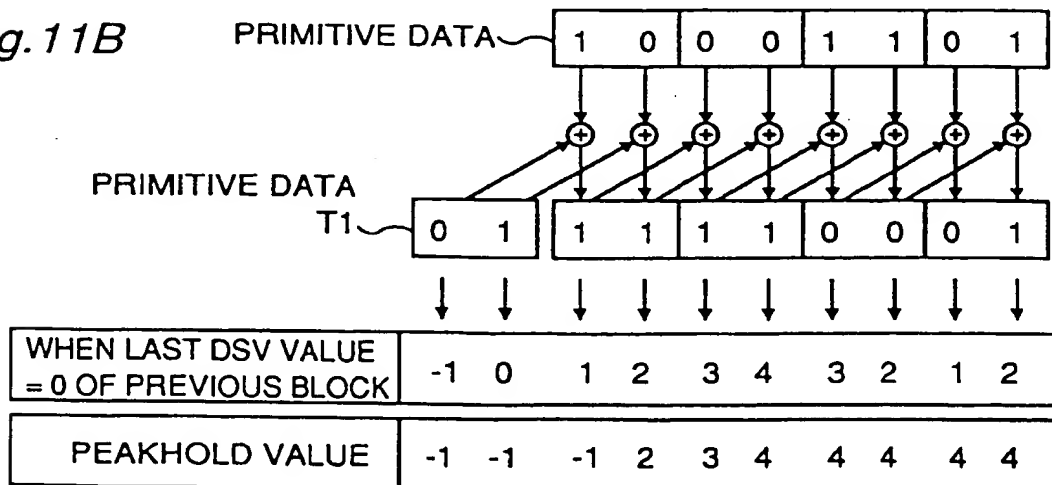 g.11B
PRIMITIVE DATA
1 0 0 0 1 1 0 1
+ + + + + + + +
PRIMITIVE DATA
T1
0 1 1 1 1 1 0 0 0 1
WHEN LAST DSV VALUE
= 0 OF PREVIOUS BLOCK
-1 0 1 2 3 4 3 2 1 2
PEAKHOLD VALUE
-1 -1 -1 2 3 4 4 4 4 4